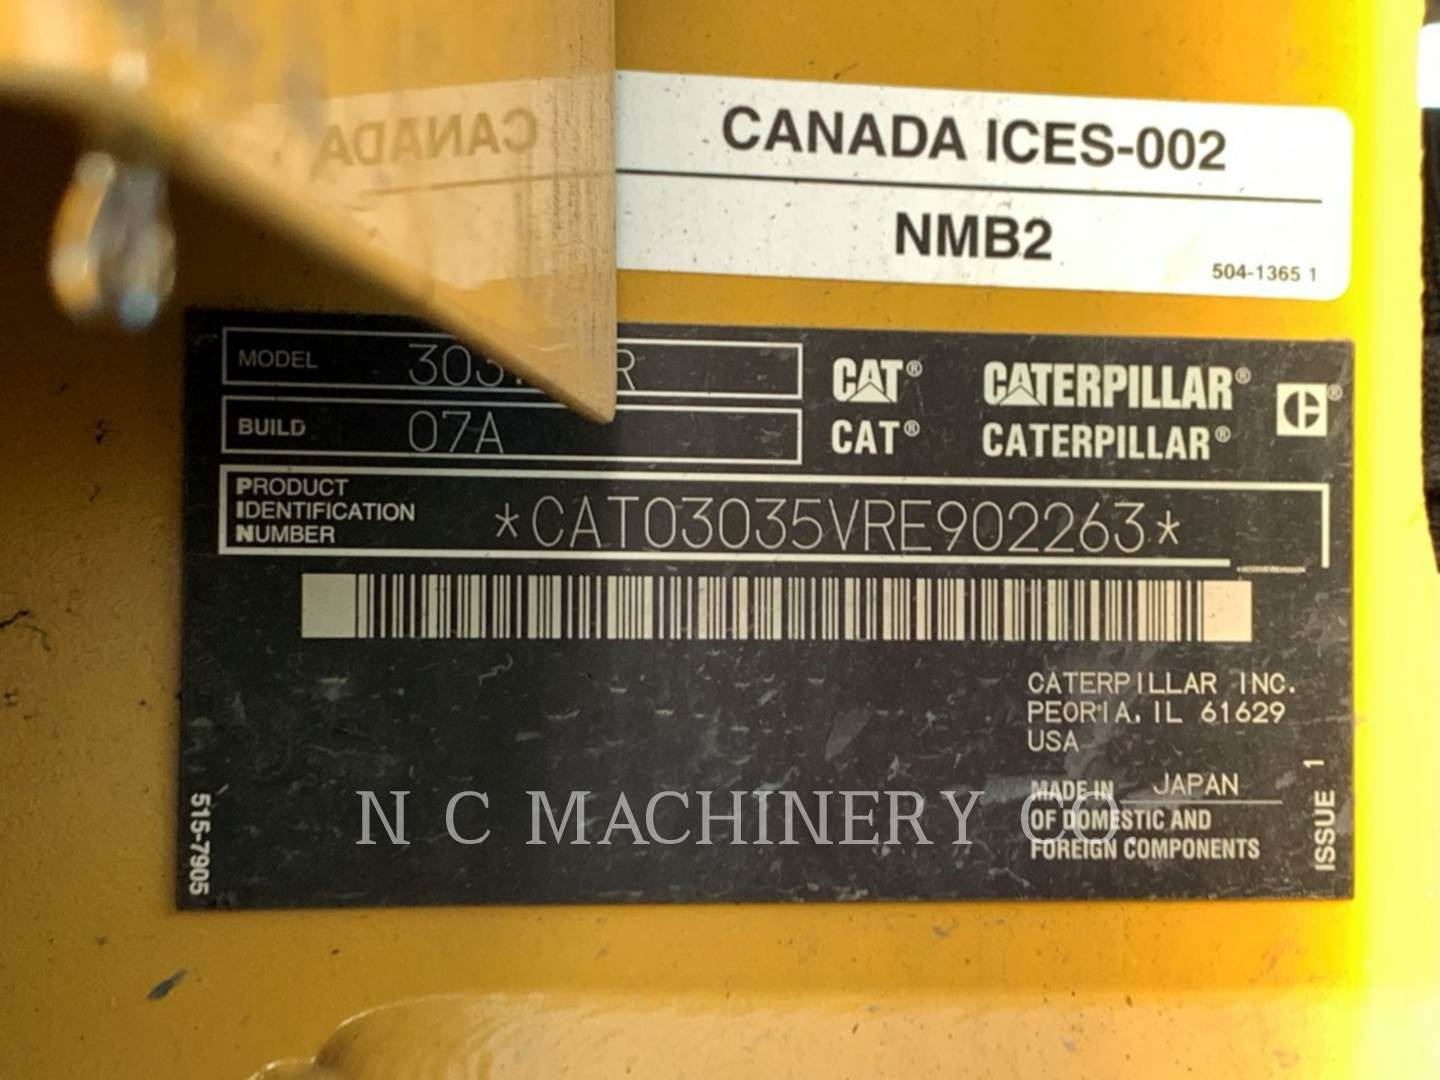 CANADA ICES-002
NMB2
504-1365 1
CANADA
MODEL
CAT® CATERPILLAR®
BUILD 07A
CAT® CATERPILLAR®
PRODUCT
IDENTIFICATION
NUMBER
*CAT03035VRE902263*
CATERPILLAR INC.
PEORIA, IL 61629
USA
MADE IN JAPAN
OF DOMESTIC AND
FOREIGN COMPONENTS
ISSUE 1
515-7905
N C MACHINERY CO